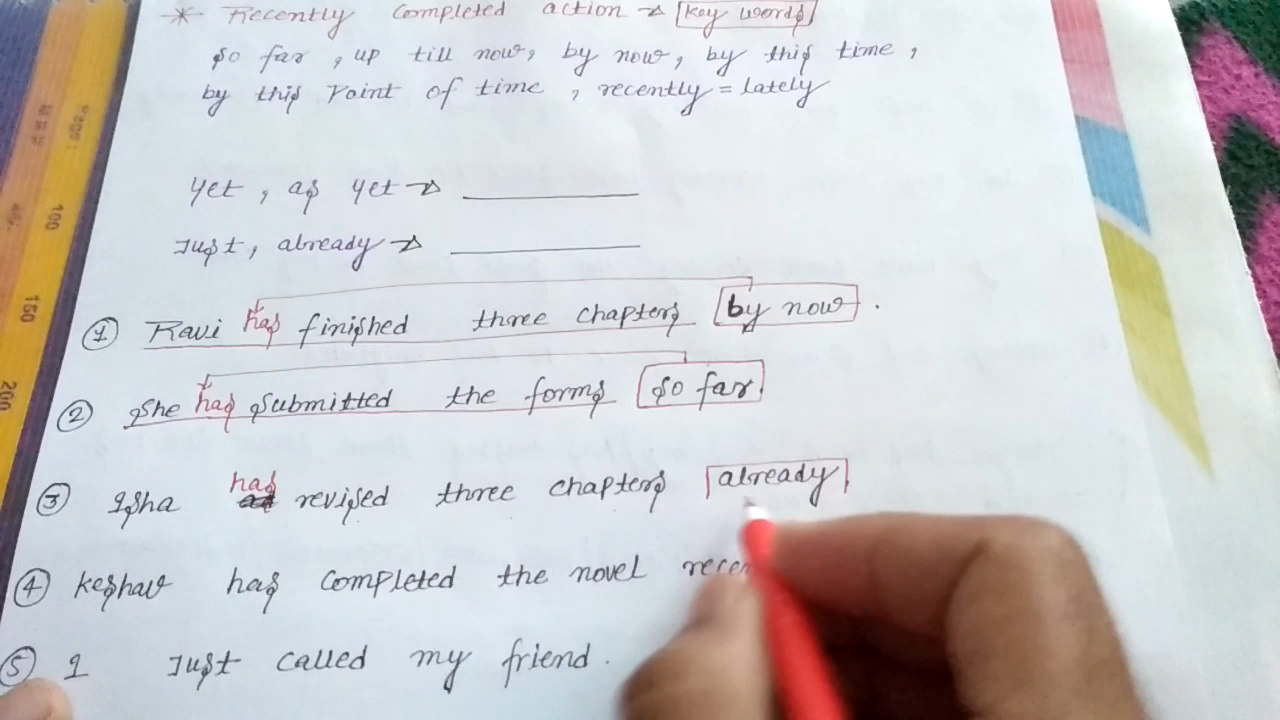 * Recently completed action → Key words
so far, up till now, by now, by this time,
by this point of time, recently = lately
Yet, as yet →
Just, already →
① Ravi has finished three chapters by now.
② She has submitted the forms so far.
③ Isha has revised three chapters already.
④ Keshav has completed the novel
⑤ I Just called my friend.
100
150
200